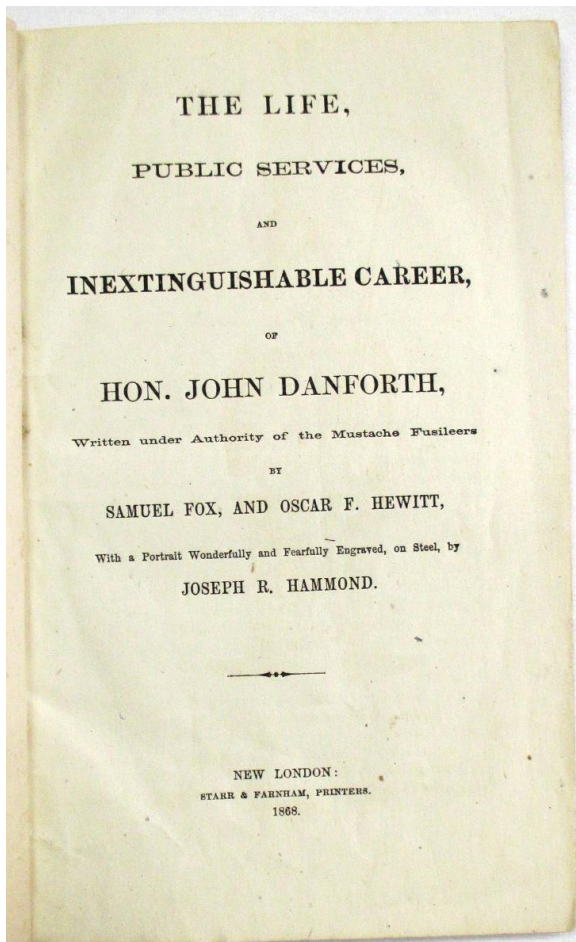 THE LIFE,
PUBLIC SERVICES,
AND
INEXTINGUISHABLE CAREER,
OF
HON. JOHN DANFORTH,
Written under Authority of the Mustache Fusileers
BY
SAMUEL FOX, AND OSCAR F. HEWITT,
With a Portrait Wonderfully and Fearfully Engraved, on Steel, by
JOSEPH R. HAMMOND.
NEW LONDON:
STARR & FARNHAM, PRINTERS.
1868.